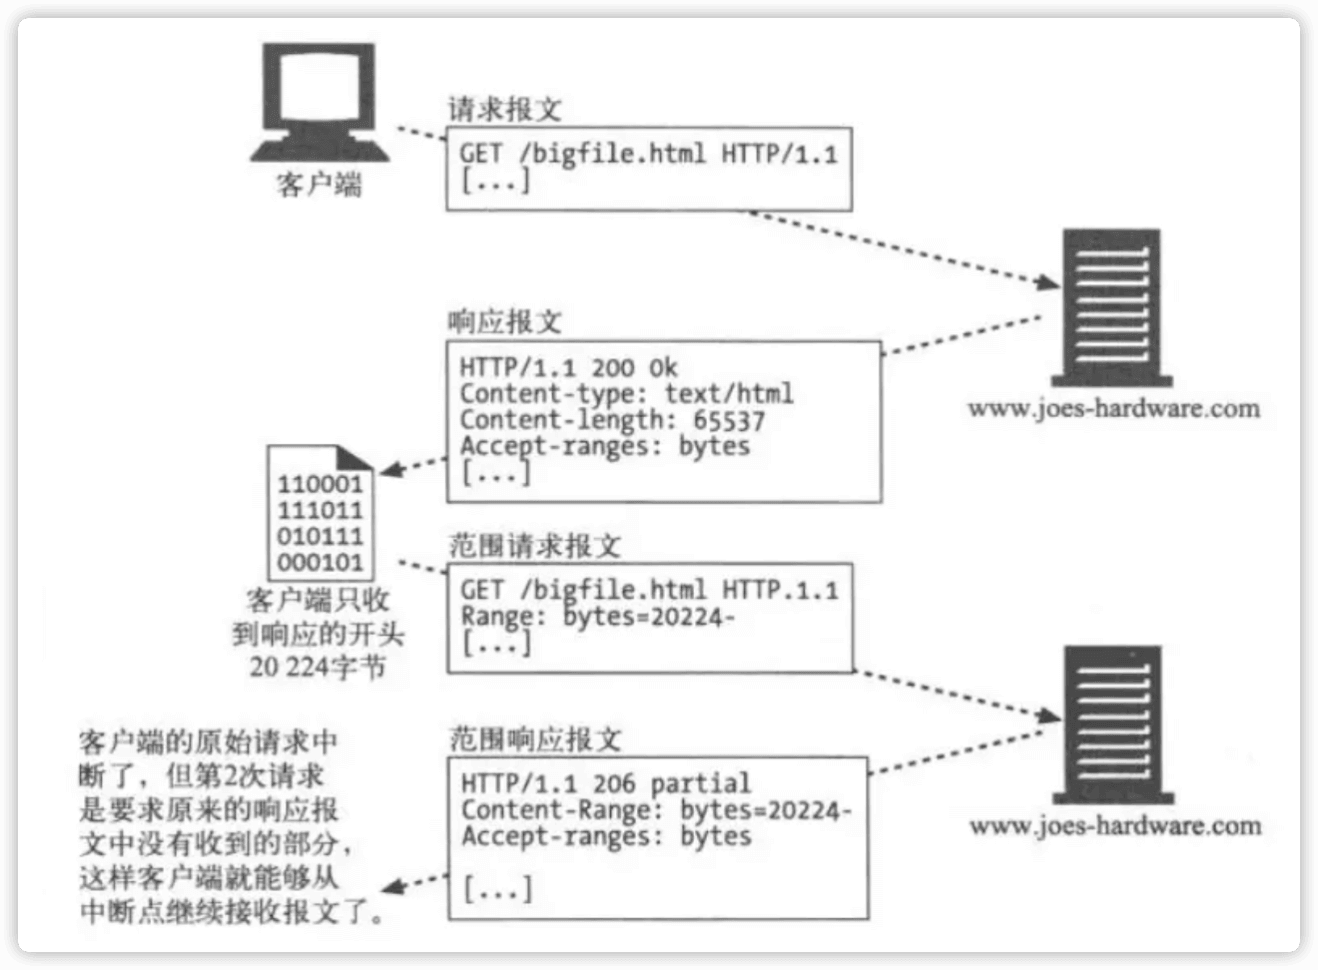 请求报文
GET /bigfile.html HTTP/1.1
[...]
客户端
响应报文
HTTP/1.1 200 Ok
Content-type: text/html
Content-length: 65537
Accept-ranges: bytes
[...]
www.joes-hardware.com
110001
111011
010111
000101
客户端只收
到响应的开头
20 224字节
范围请求报文
GET /bigfile.html HTTP.1.1
Range: bytes=20224-
[...]
范围响应报文
HTTP/1.1 206 partial
Content-Range: bytes=20224-
Accept-ranges: bytes
[...]
www.joes-hardware.com
客户端的原始请求中
断了，但第2次请求
是要求原来的响应报
文中没有收到的部分，
这样客户端就能够从
中断点继续接收报文了。